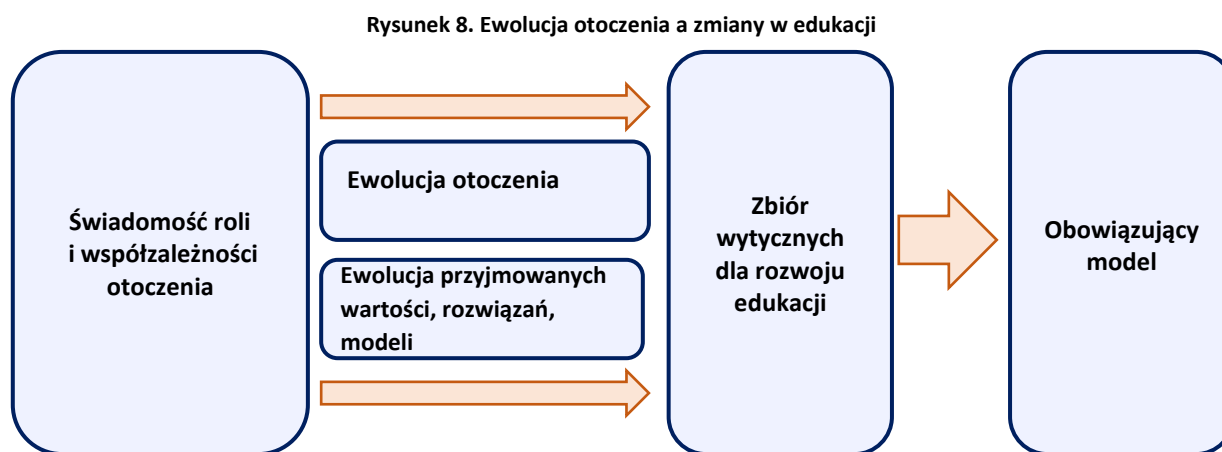 Rysunek 8. Ewolucja otoczenia a zmiany w edukacji
Świadomość roli
i współzależności
otoczenia
Ewolucja otoczenia
Ewolucja przyjmowanych
wartości, rozwiązań,
modeli
Zbiór
wytycznych
dla rozwoju
edukacji
Obowiązujący
model